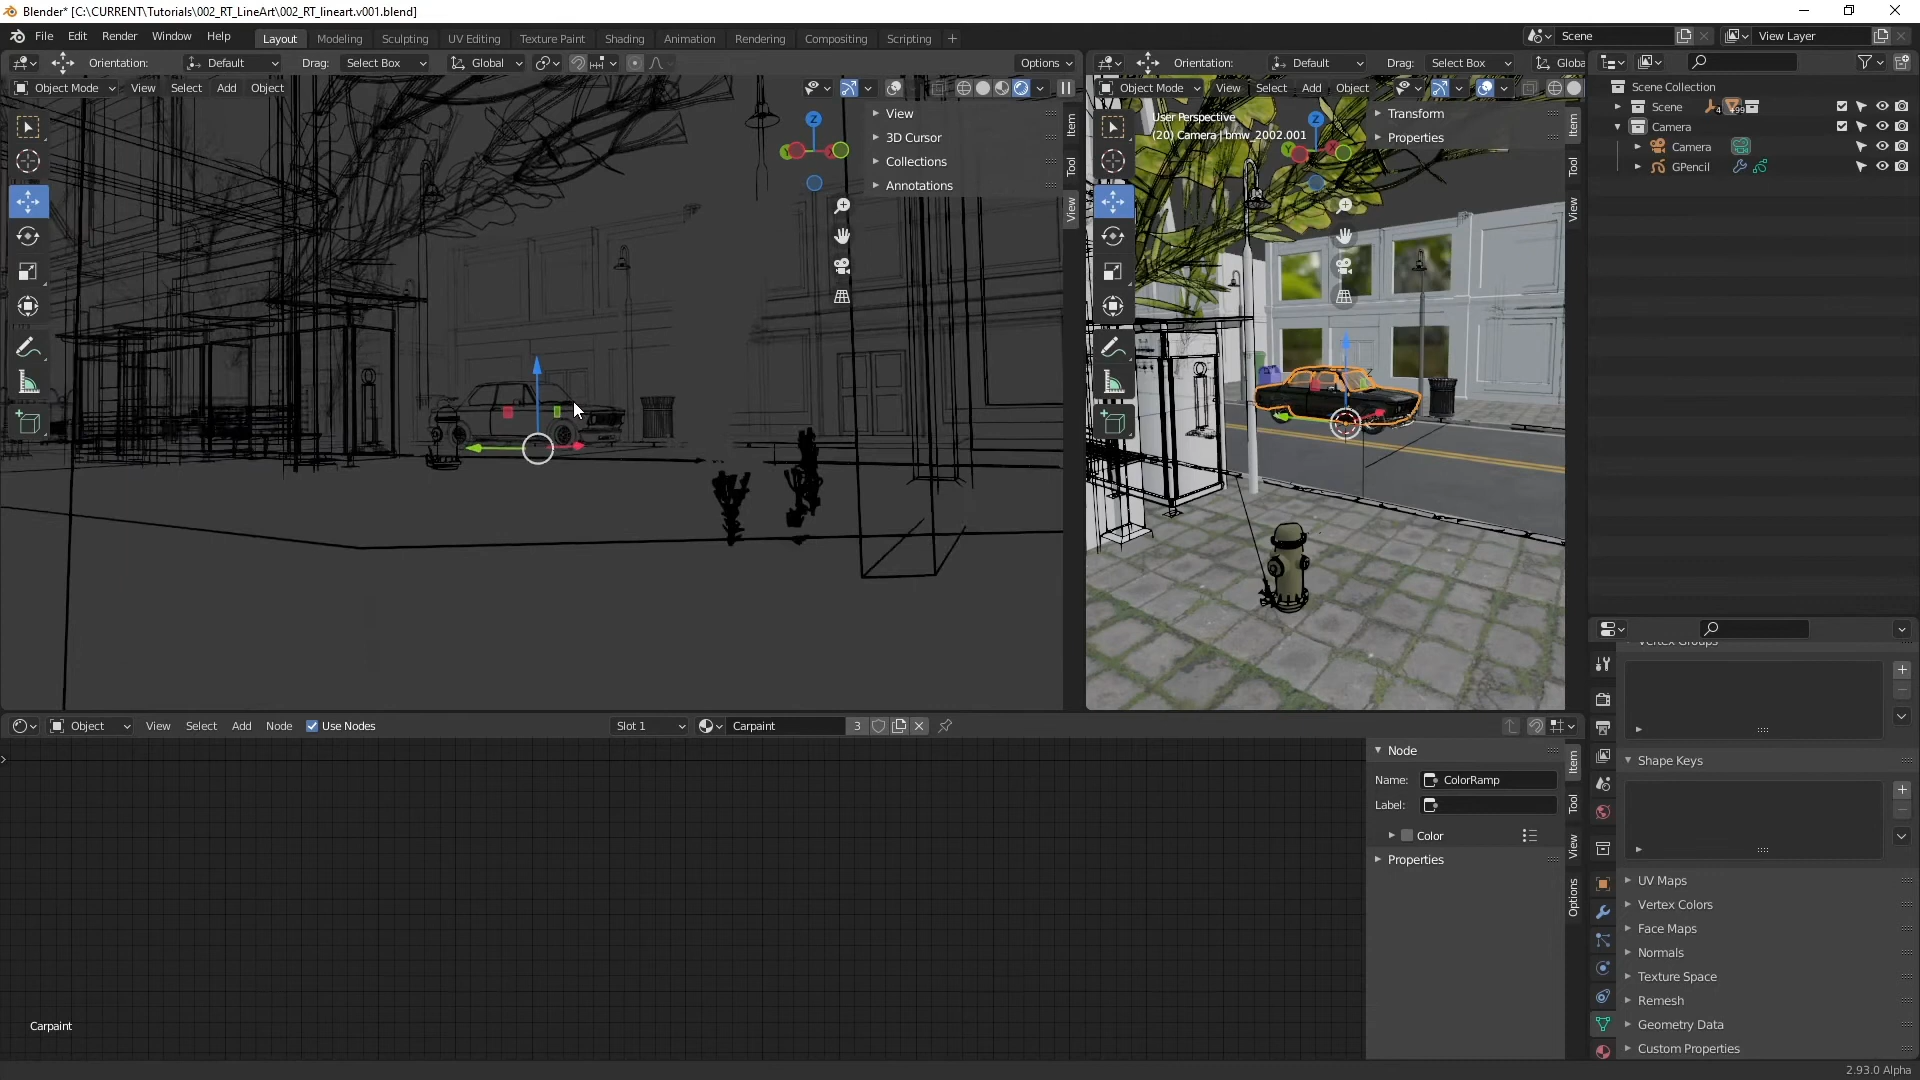 Blender* [C:\CURRENT\Tutorials\002_RT_LineArt\002_RT_lineart.v001.blend]
File Edit Render Window Help Layout Modeling Sculpting UV Editing Texture Paint Shading Animation Rendering Compositing Scripting + Scene View Layer
Orientation: Default Drag: Select Box Global Options
Orientation: Default Drag: Select Box Globa
Object Mode View Select Add Object
Object Mode View Select Add Object
View
3D Cursor
Collections
Annotations
Item
Tool
View
Z
User Perspective
(20) Camera | bmw_2002.001
Z
Transform
Properties
Item
Tool
View
Scene Collection
Scene
Camera
Camera
GPencil
Vertex Groups
Shape Keys
UV Maps
Vertex Colors
Face Maps
Normals
Texture Space
Remesh
Geometry Data
Custom Properties
Object View Select Add Node Use Nodes Slot 1 Carpaint 3
Node
Name: ColorRamp
Label:
Color
Properties
Item
Tool
View
Options
Carpaint
2.93.0 Alpha